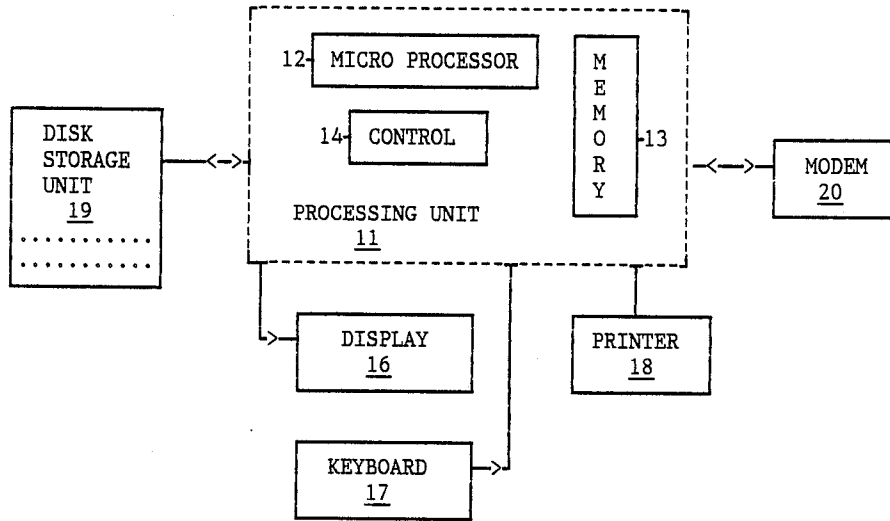 12 MICRO PROCESSOR
14 CONTROL
M
E
M
O
R
Y
13
PROCESSING UNIT
11
DISK
STORAGE
UNIT
19
MODEM
20
DISPLAY
16
PRINTER
18
KEYBOARD
17